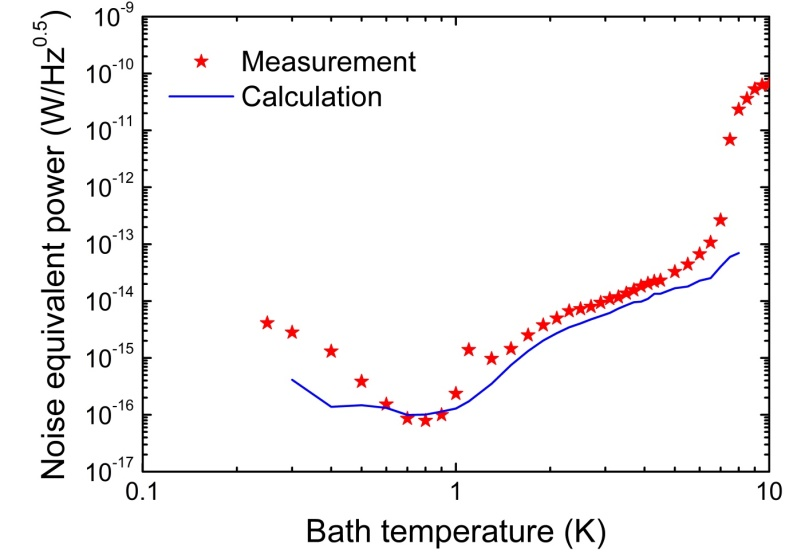 Noise equivalent power (W/Hz^0.5)
10^-9
10^-10
10^-11
10^-12
10^-13
10^-14
10^-15
10^-16
10^-17
Measurement
Calculation
0.1 1 10
Bath temperature (K)